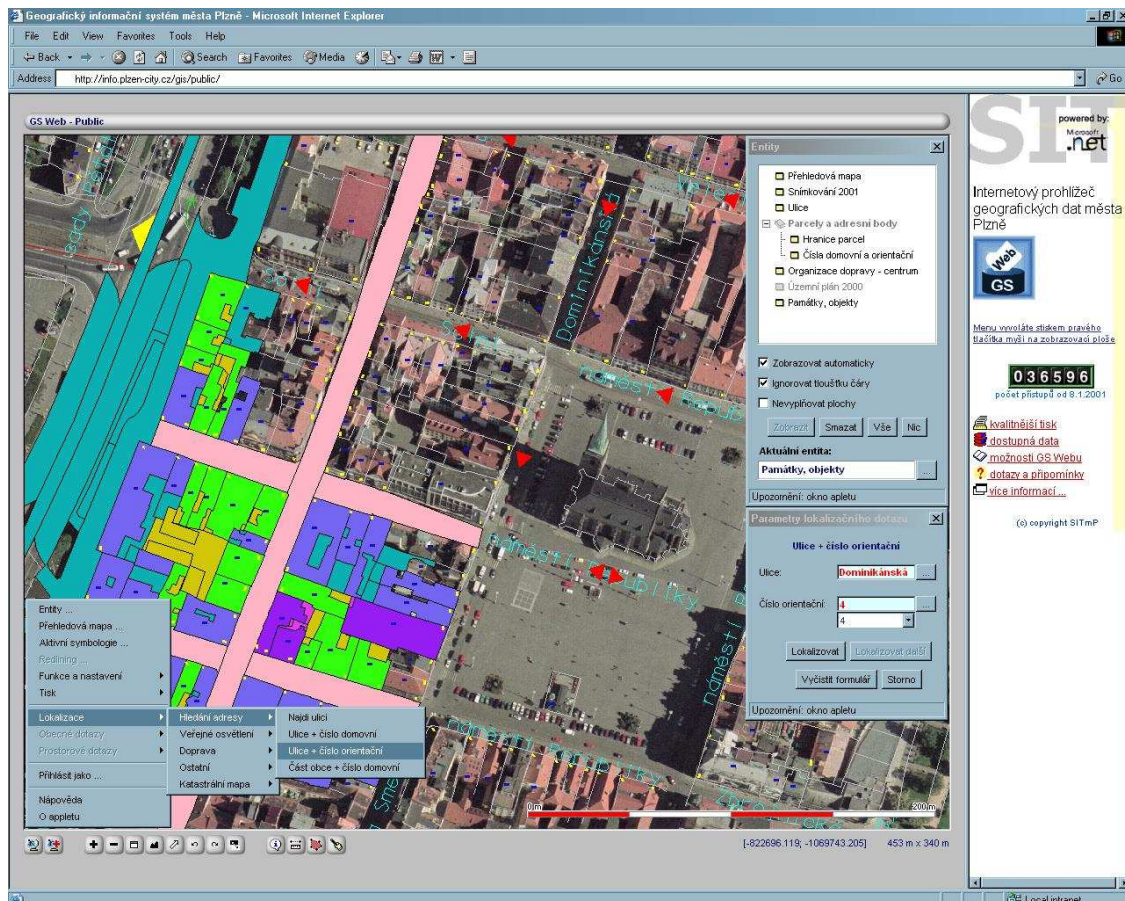 Geografický informační systém města Plzně - Microsoft Internet Explorer
File Edit View Favorites Tools Help
Back Search Favorites Media
Address http://info.plzen-city.cz/gis/public/ Go
GS Web - Public
Entity
Přehledová mapa
Snímkování 2001
Ulice
Parcely a adresní body
Hranice parcel
Čísla domovní a orientační
Organizace dopravy - centrum
Územní plán 2000
Památky, objekty
Zobrazovat automaticky
Ignorovat tloušťku čáry
Nevyplňovat plochy
Zobrazit Smazat Vše Nic
Aktuální entita:
Památky, objekty ...
Upozornění: okno apletu
Parametry lokalizačního dotazu
Ulice + číslo orientační
Ulice: Dominikánská ...
Číslo orientační: 4 ...
4
Lokalizovat Lokalizovat další
Vyčistit formulář Storno
Upozornění: okno apletu
Dominikánská
náměstí Republiky
náměstí Republiky
Entity ...
Přehledová mapa ...
Aktivní symbologie ...
Redlining ...
Funkce a nastavení
Tisk
Lokalizace
Obecné dotazy
Prostorové dotazy
Přihlásit jako ...
Nápověda
O appletu
Hledání adresy
Veřejné osvětlení
Doprava
Ostatní
Katastrální mapa
Najdi ulici
Ulice + číslo domovní
Ulice + číslo orientační
Část obce + číslo domovní
0 m 200 m
[-822696.119; -1069743.205] 453 m x 340 m
SIT
powered by:
Microsoft
.net
Internetový prohlížeč
geografických dat města
Plzně
Web
GS
Menu vyvoláte stiskem pravého
tlačítka myši na zobrazovací ploše
036596
počet přístupů od 8.1.2001
kvalitnější tisk
dostupná data
možnosti GS Webu
dotazy a připomínky
více informací ...
(c) copyright SITmP
Local intranet